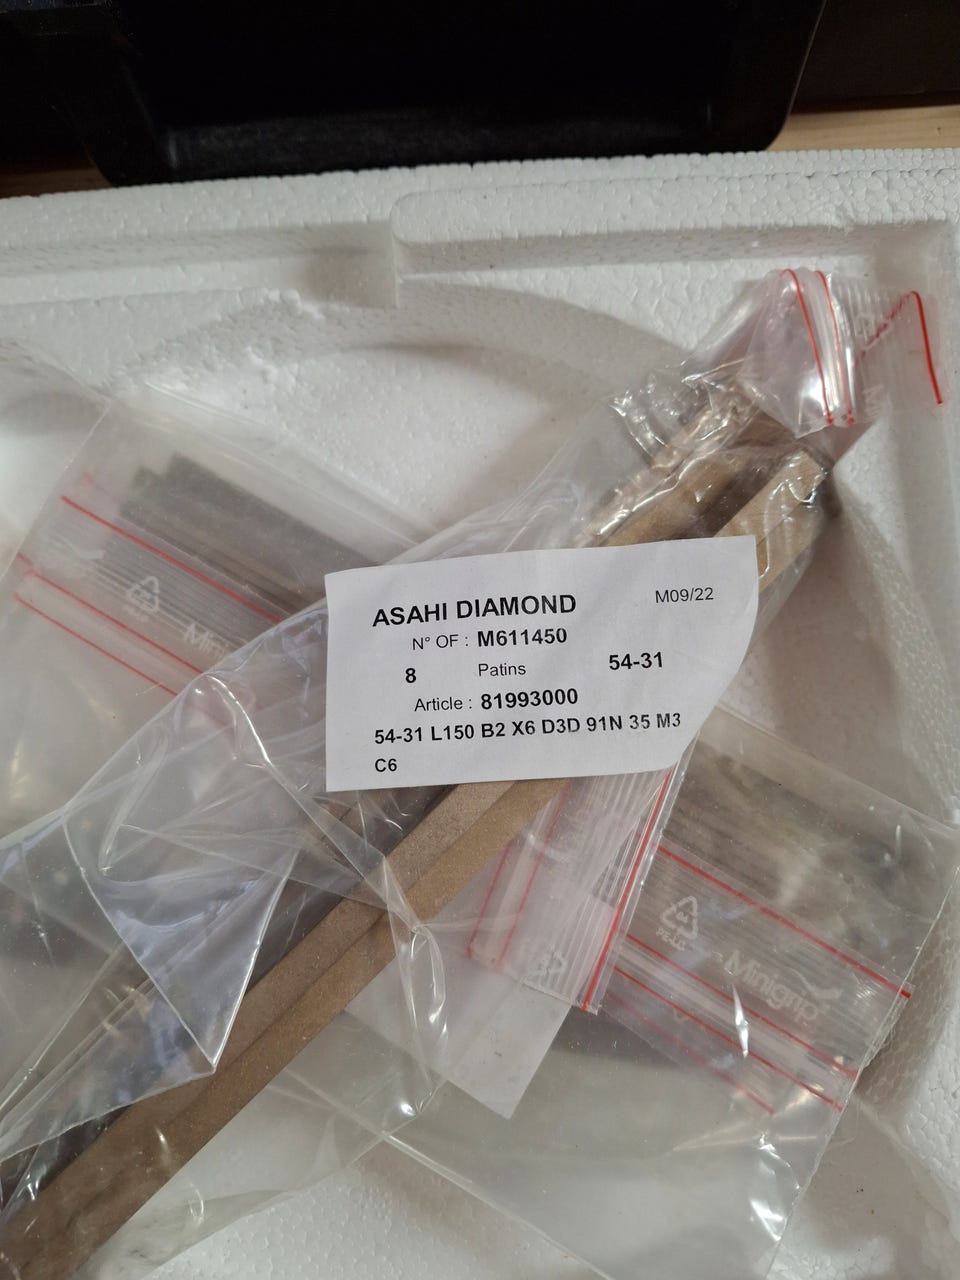 ASAHI DIAMOND M09/22
N° OF : M611450
8 Patins 54-31
Article : 81993000
54-31 L150 B2 X6 D3D 91N 35 M3
C6
Minigrip